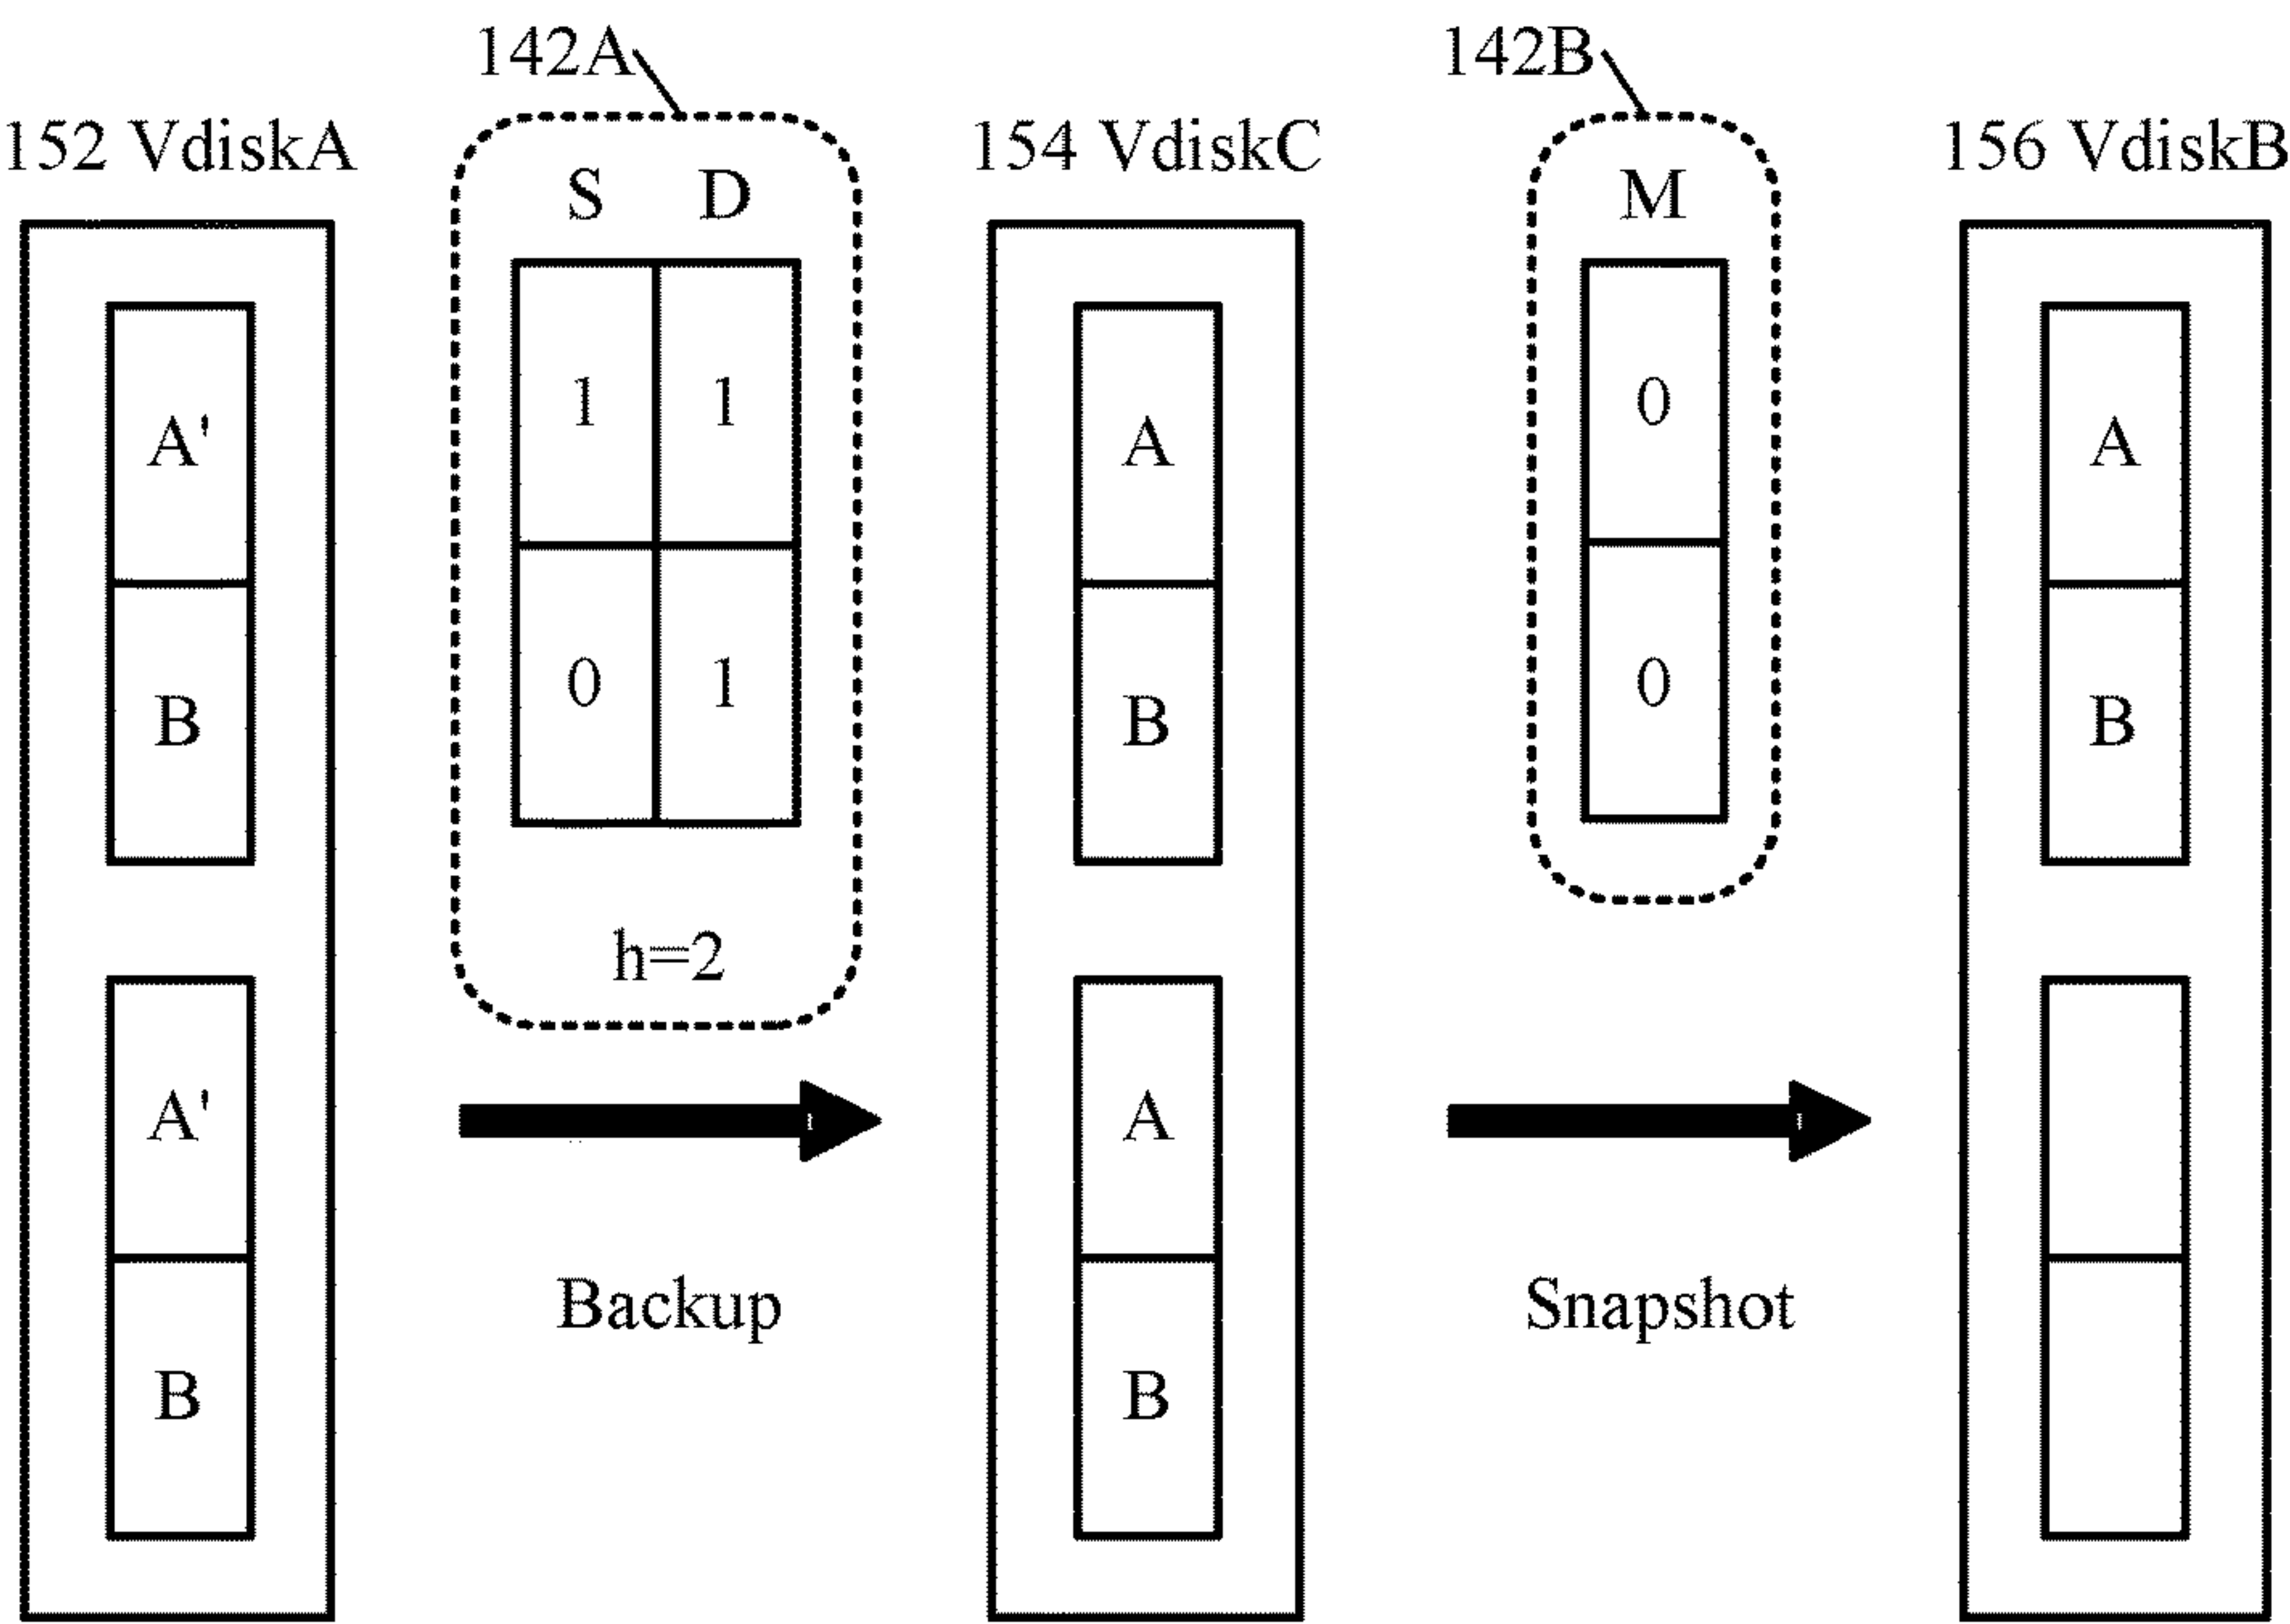 142A
142B
152 VdiskA
154 VdiskC
156 VdiskB
S D
M
A'
1 1
A
0
A
B
0 1
B
0
B
h=2
A'
A
Backup
Snapshot
B
B